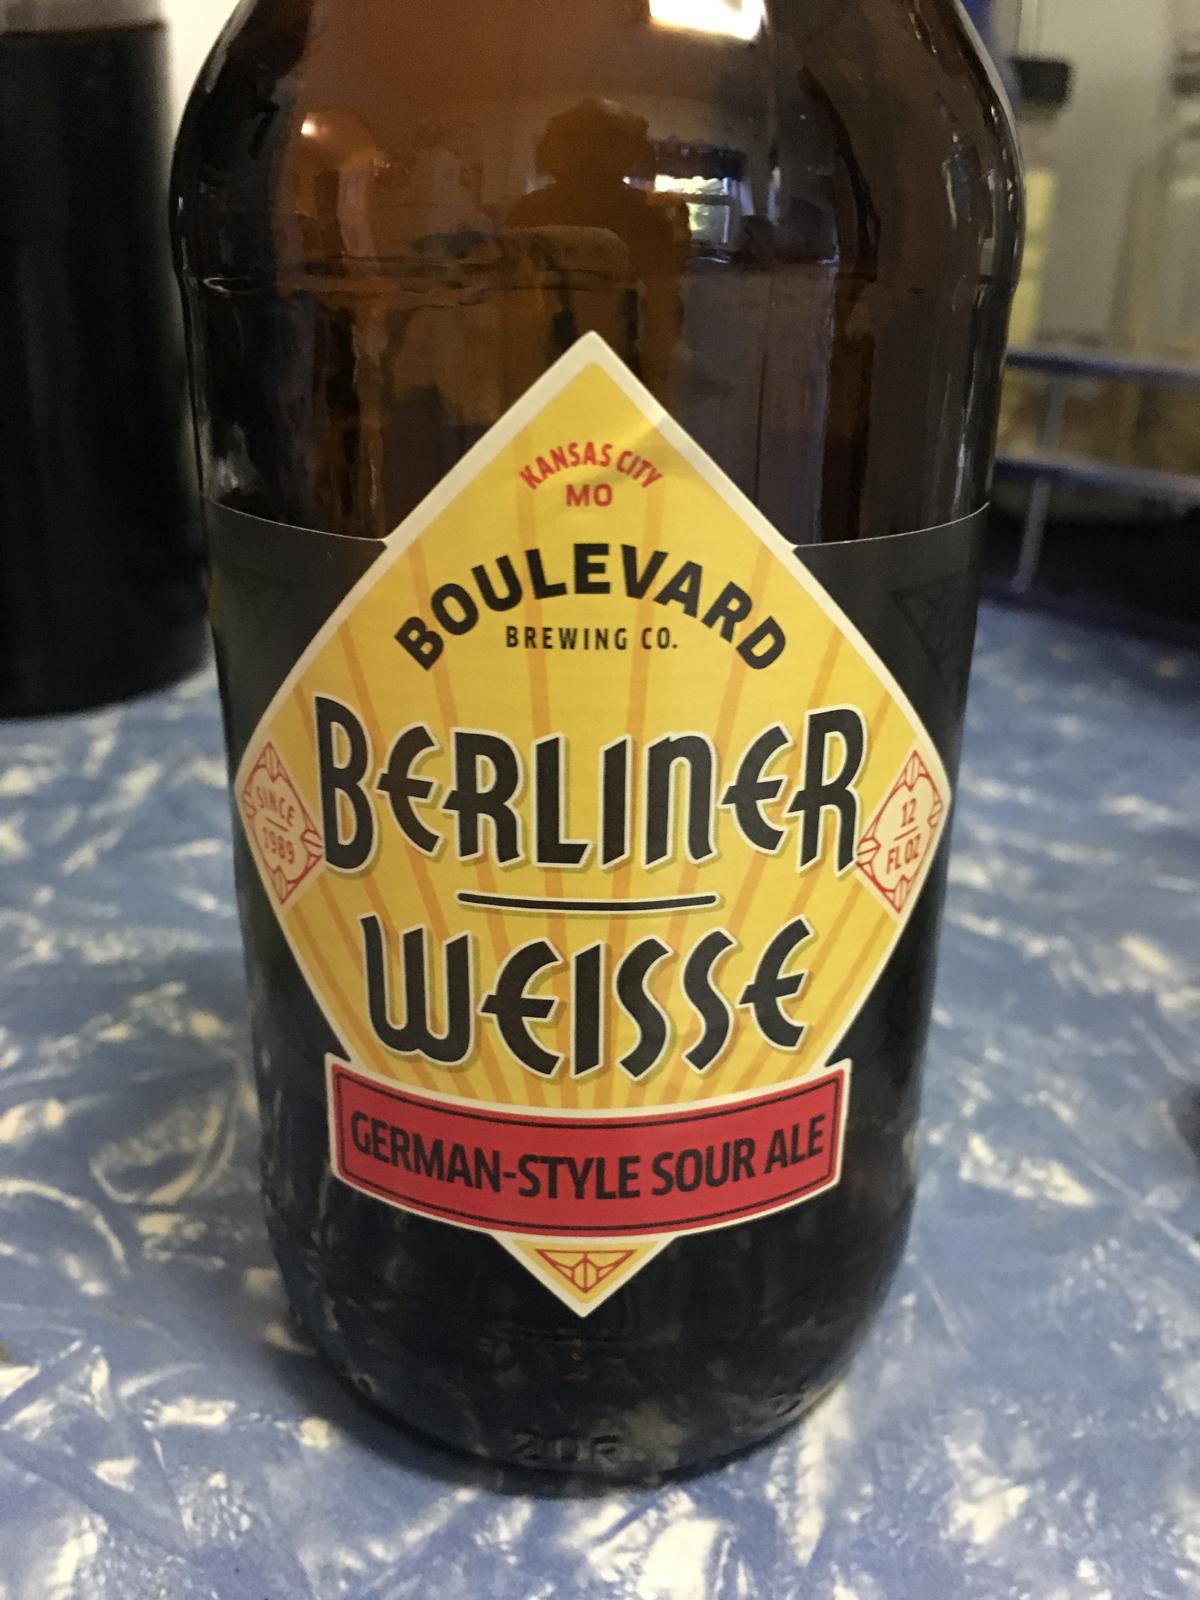 KANSAS CITY
MO
BOULEVARD
BREWING CO.
BERLINER
SINCE
1989
12
FL OZ
WEISSE
GERMAN-STYLE SOUR ALE